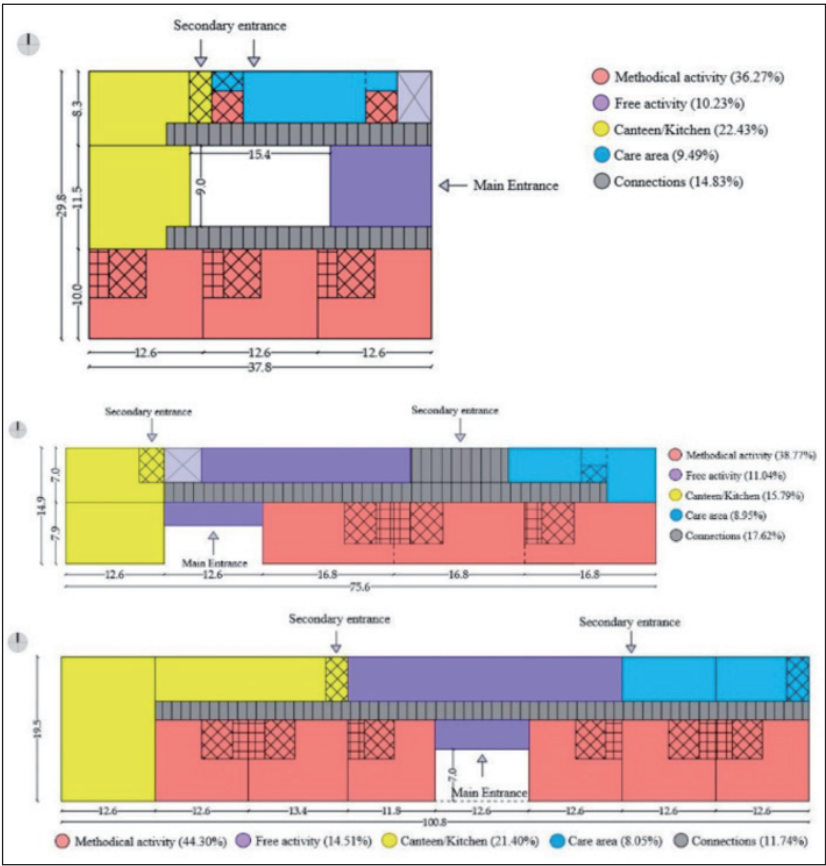 Secondary entrance
Methodical activity (36.27%)
Free activity (10.23%)
Canteen/Kitchen (22.43%)
Care area (9.49%)
Connections (14.83%)
8.3
15.4
9.0
11.5
29.8
Main Entrance
10.0
12.6 12.6 12.6
37.8
Secondary entrance Secondary entrance
Methodical activity (38.77%)
Free activity (11.04%)
Canteen/Kitchen (15.79%)
Care area (8.95%)
Connections (17.62%)
7.0
14.9
7.9
Main Entrance
12.6 12.6 16.8 16.8 16.8
75.6
Secondary entrance Secondary entrance
19.5
7.0
Main Entrance
12.6 12.6 13.4 11.8 12.6 12.6 12.6 12.6
100.8
Methodical activity (44.30%) Free activity (14.51%) Canteen/Kitchen (21.40%) Care area (8.05%) Connections (11.74%)